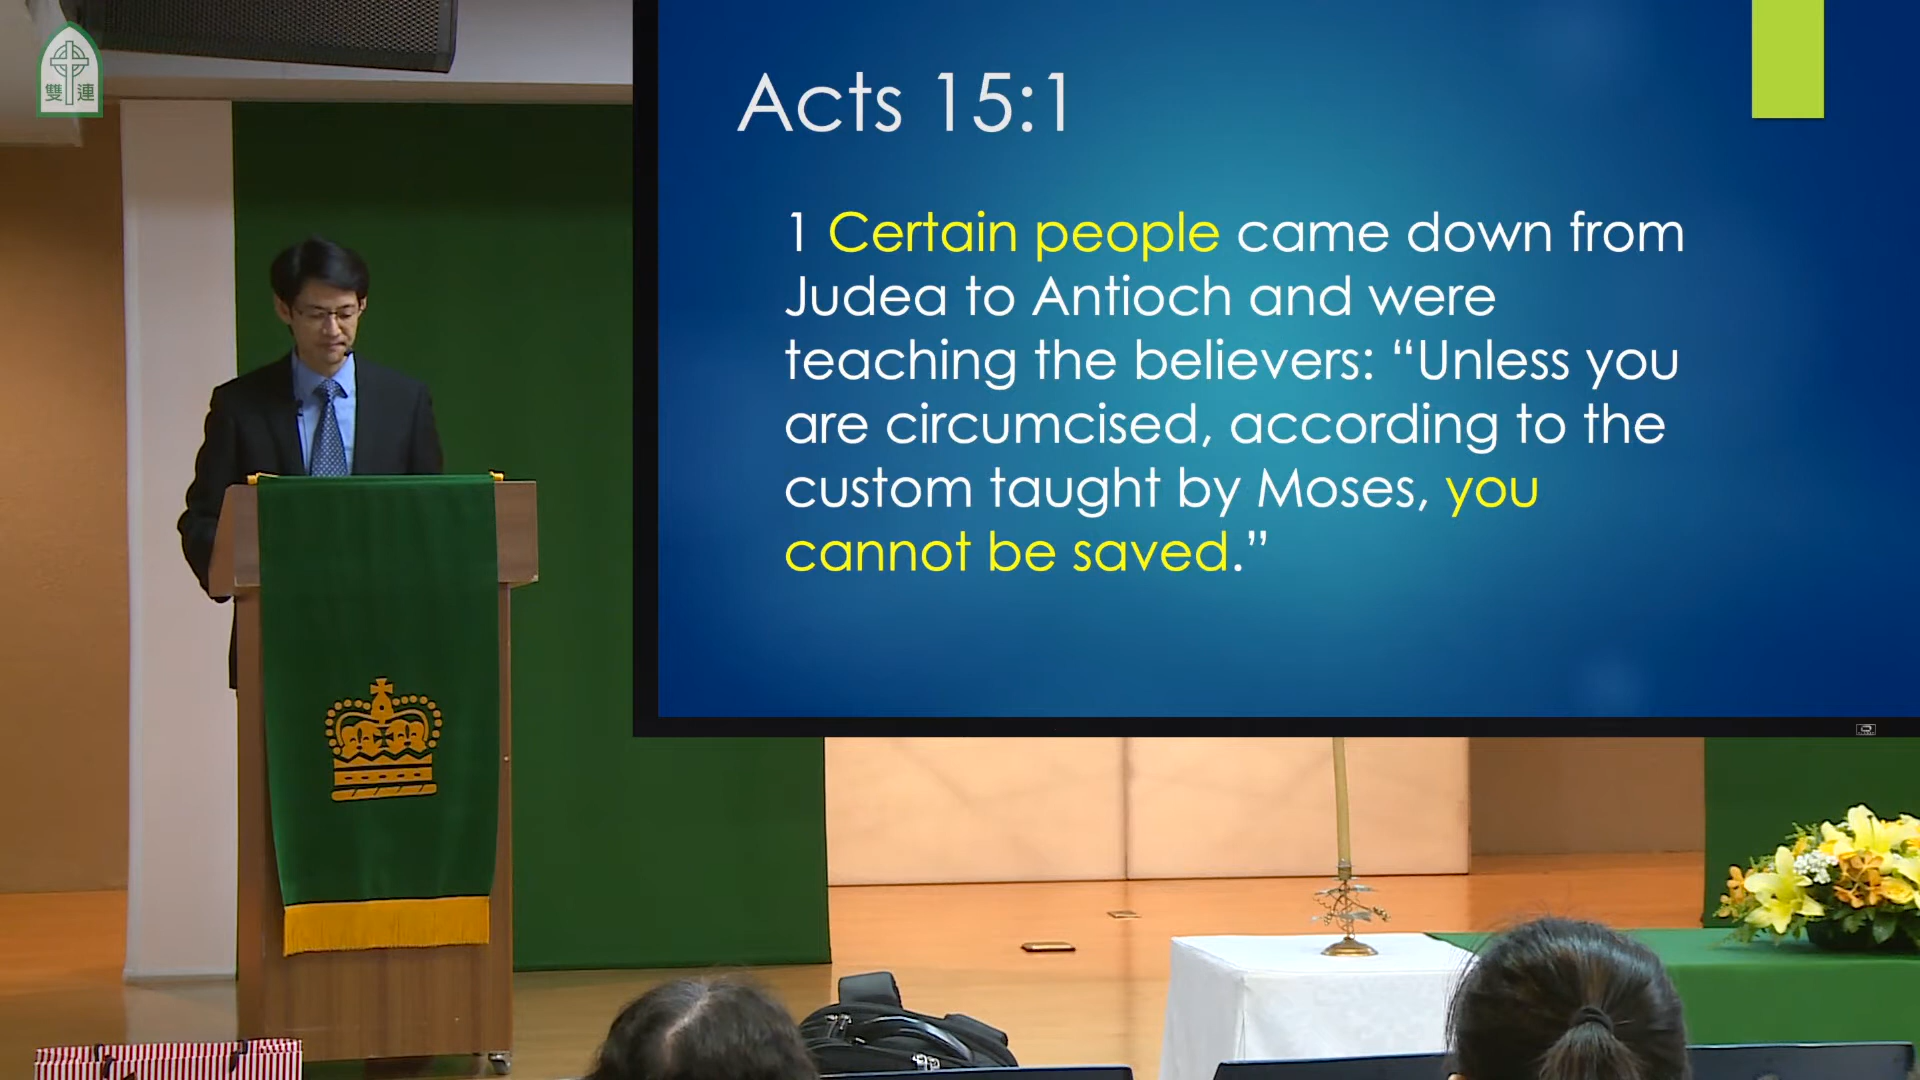 雙連
Acts 15:1
1 Certain people came down from
Judea to Antioch and were
teaching the believers: “Unless you
are circumcised, according to the
custom taught by Moses, you
cannot be saved.”